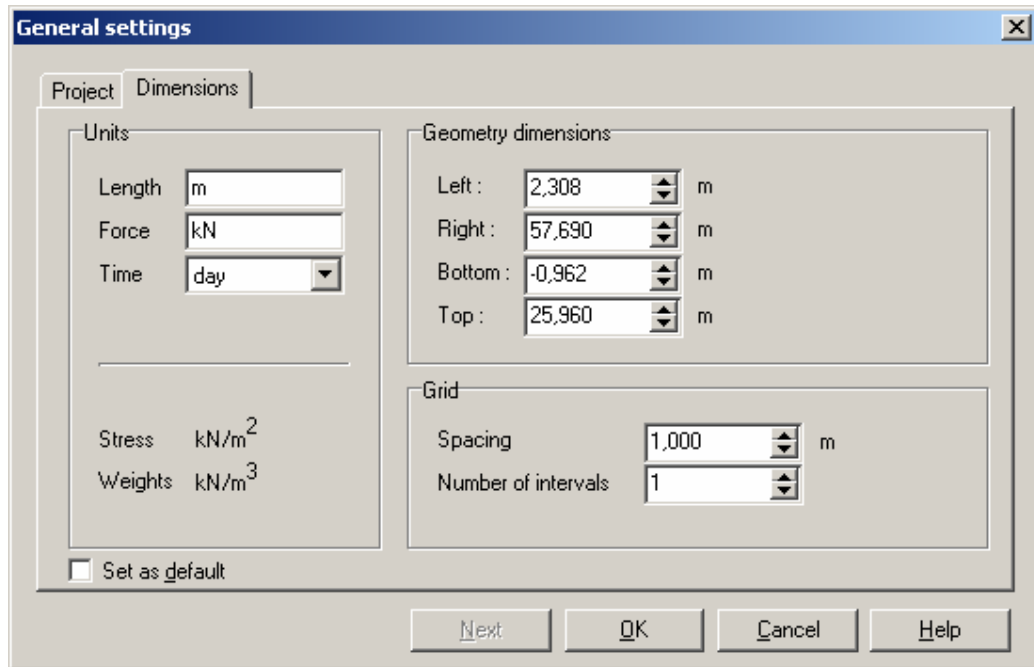 General settings
Project
Dimensions
Units
Length m
Force kN
Time day
Stress kN/m²
Weights kN/m³
Geometry dimensions
Left : 2,308 m
Right : 57,690 m
Bottom : -0,962 m
Top : 25,960 m
Grid
Spacing 1,000 m
Number of intervals 1
Set as default
Next
OK
Cancel
Help